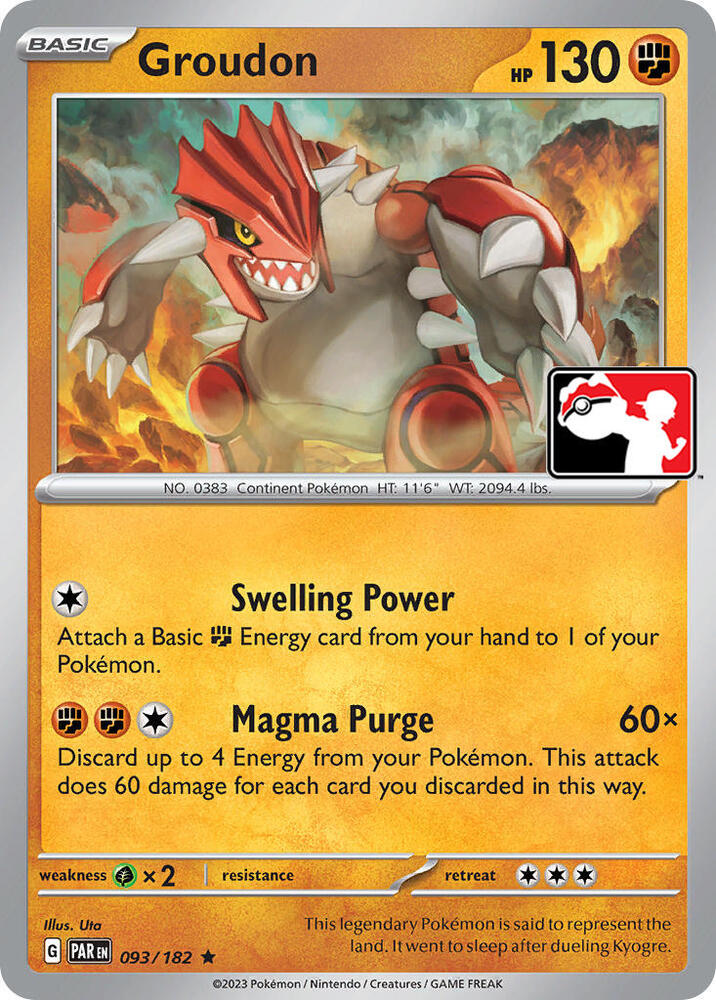 BASIC
Groudon
HP 130
NO. 0383 Continent Pokémon HT: 11'6" WT: 2094.4 lbs.
Swelling Power
Attach a Basic Energy card from your hand to 1 of your
Pokémon.
Magma Purge 60×
Discard up to 4 Energy from your Pokémon. This attack
does 60 damage for each card you discarded in this way.
weakness ×2 resistance retreat
Illus. Uta
This legendary Pokémon is said to represent the
land. It went to sleep after dueling Kyogre.
G PAR EN 093/182 ★
©2023 Pokémon / Nintendo / Creatures / GAME FREAK